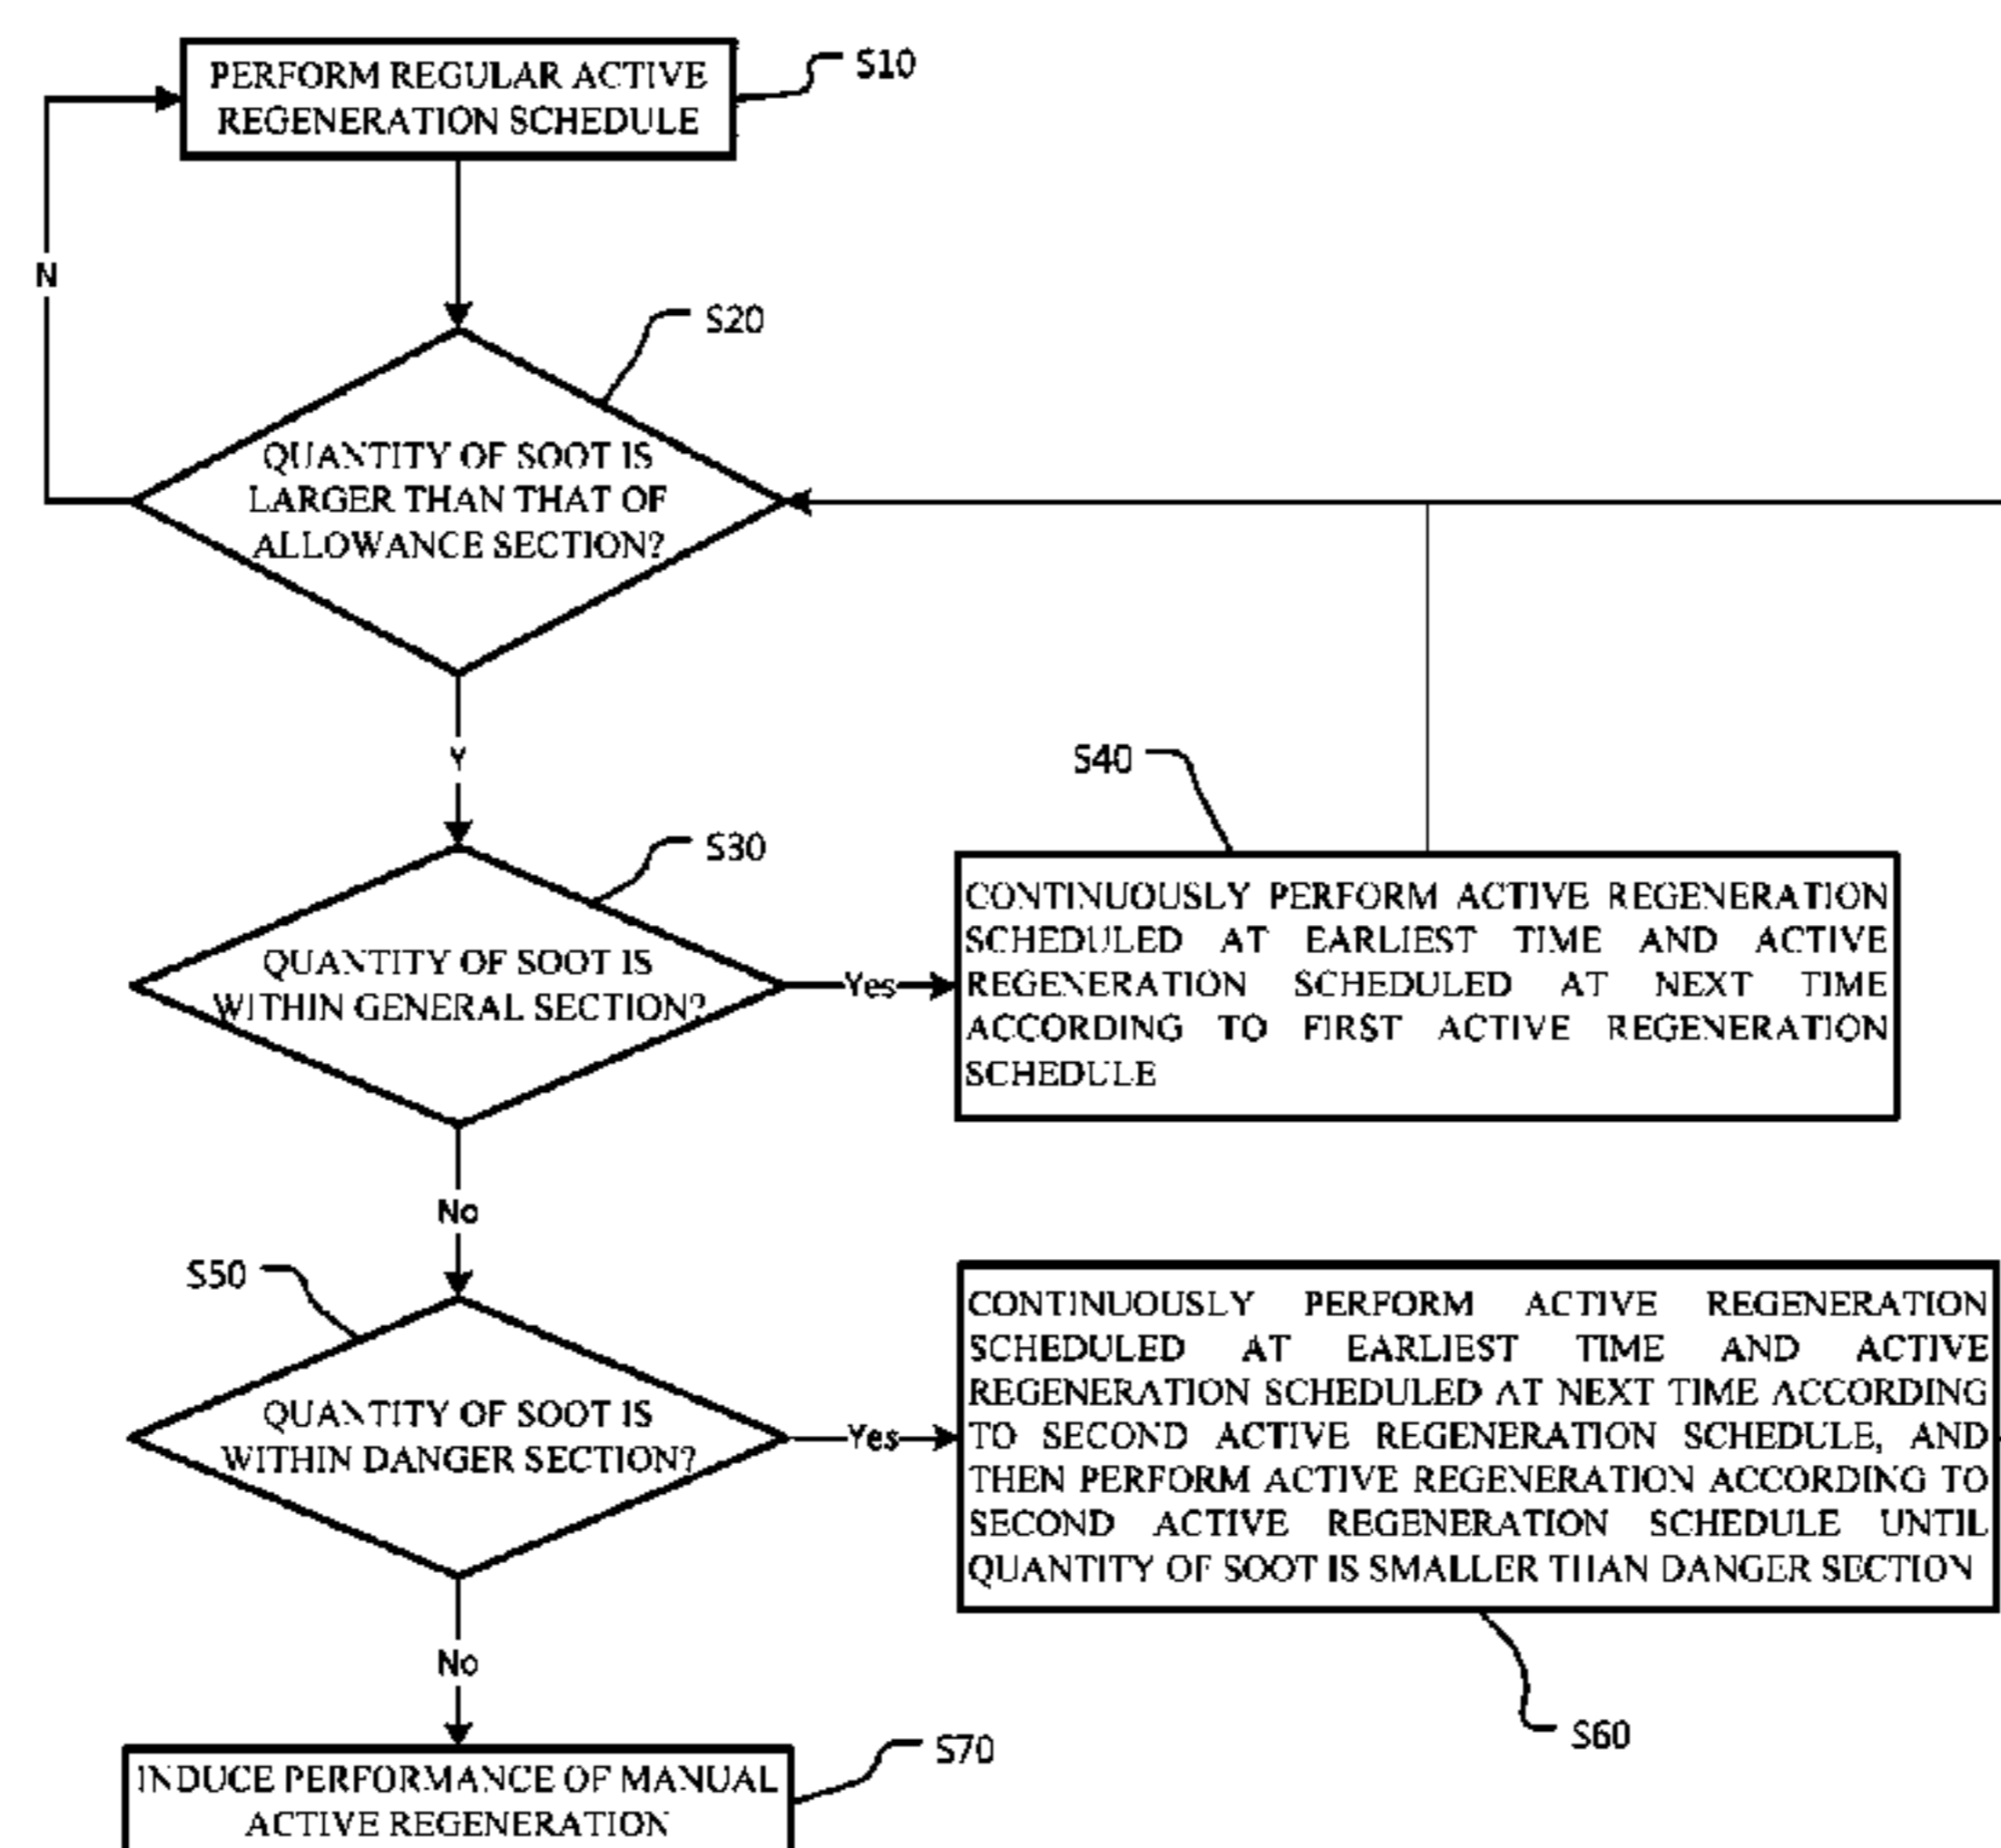 PERFORM REGULAR ACTIVE
REGENERATION SCHEDULE
S10
N
S20
QUANTITY OF SOOT IS
LARGER THAN THAT OF
ALLOWANCE SECTION?
Y
S40
S30
QUANTITY OF SOOT IS
WITHIN GENERAL SECTION?
Yes
CONTINUOUSLY PERFORM ACTIVE REGENERATION
SCHEDULED AT EARLIEST TIME AND ACTIVE
REGENERATION SCHEDULED AT NEXT TIME
ACCORDING TO FIRST ACTIVE REGENERATION
SCHEDULE
No
S50
QUANTITY OF SOOT IS
WITHIN DANGER SECTION?
Yes
CONTINUOUSLY PERFORM ACTIVE REGENERATION
SCHEDULED AT EARLIEST TIME AND ACTIVE
REGENERATION SCHEDULED AT NEXT TIME ACCORDING
TO SECOND ACTIVE REGENERATION SCHEDULE, AND
THEN PERFORM ACTIVE REGENERATION ACCORDING TO
SECOND ACTIVE REGENERATION SCHEDULE UNTIL
QUANTITY OF SOOT IS SMALLER THAN DANGER SECTION
No
S60
S70
INDUCE PERFORMANCE OF MANUAL
ACTIVE REGENERATION